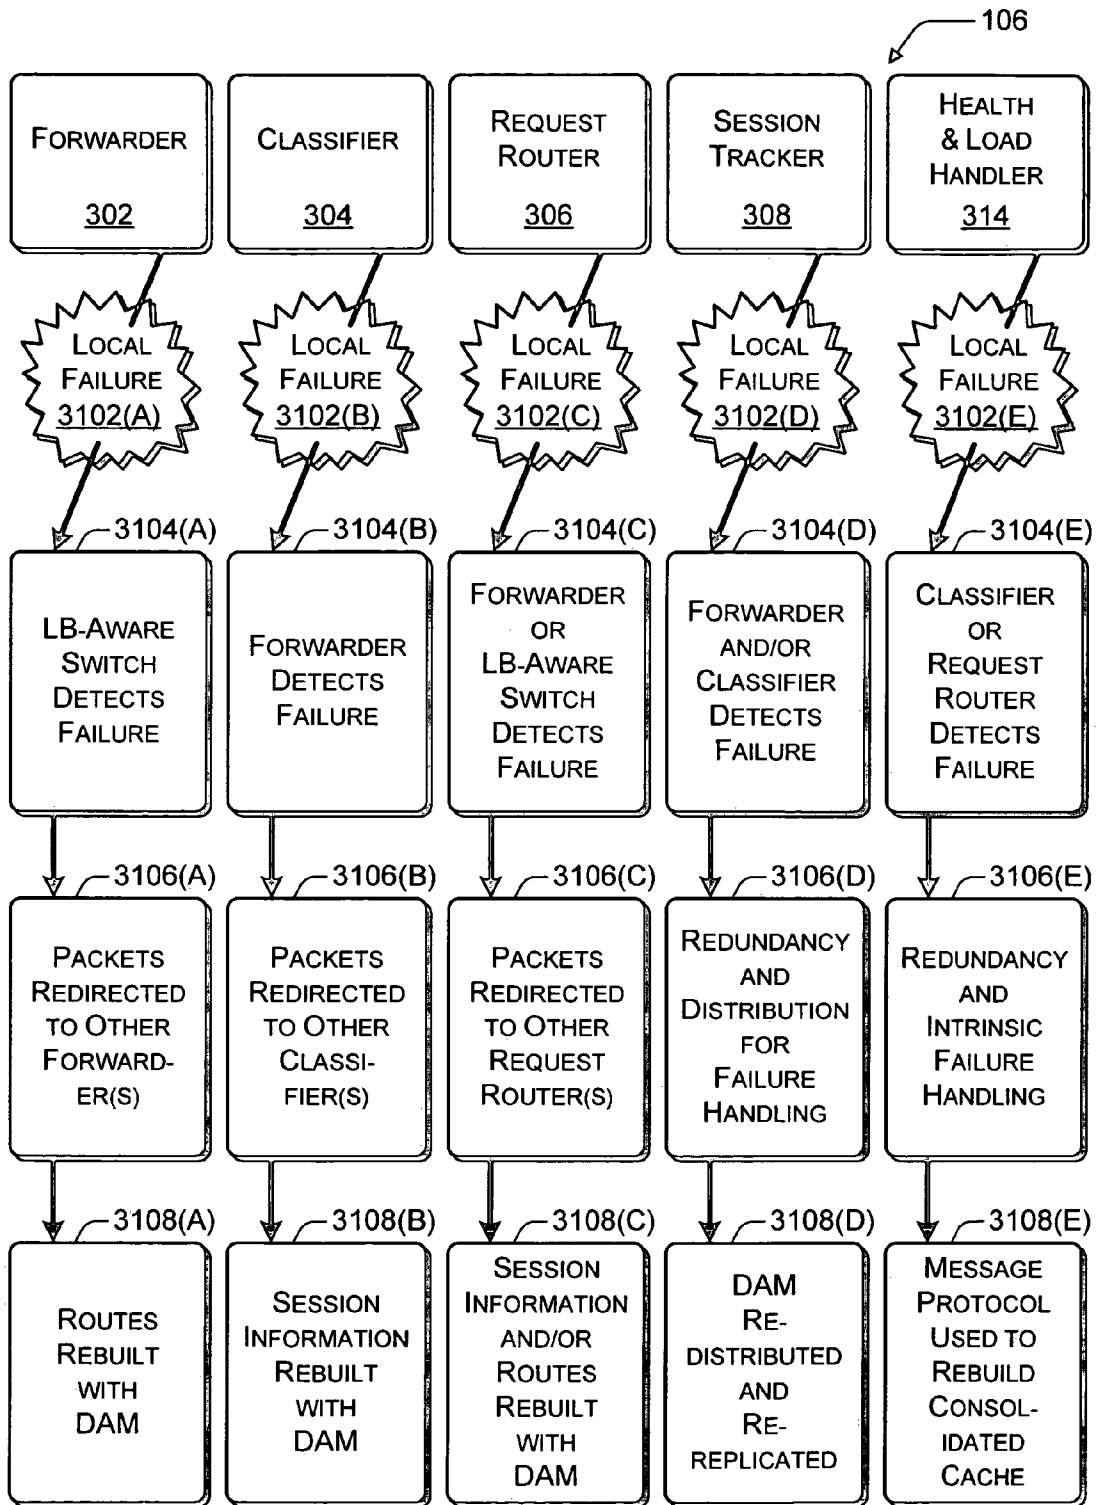 106
FORWARDER
302
CLASSIFIER
304
REQUEST
ROUTER
306
SESSION
TRACKER
308
HEALTH
& LOAD
HANDLER
314
LOCAL
FAILURE
3102(A)
LOCAL
FAILURE
3102(B)
LOCAL
FAILURE
3102(C)
LOCAL
FAILURE
3102(D)
LOCAL
FAILURE
3102(E)
3104(A)
LB-AWARE
SWITCH
DETECTS
FAILURE
3104(B)
FORWARDER
DETECTS
FAILURE
3104(C)
FORWARDER
OR
LB-AWARE
SWITCH
DETECTS
FAILURE
3104(D)
FORWARDER
AND/OR
CLASSIFIER
DETECTS
FAILURE
3104(E)
CLASSIFIER
OR
REQUEST
ROUTER
DETECTS
FAILURE
3106(A)
PACKETS
REDIRECTED
TO OTHER
FORWARD-
ER(S)
3106(B)
PACKETS
REDIRECTED
TO OTHER
CLASSI-
FIER(S)
3106(C)
PACKETS
REDIRECTED
TO OTHER
REQUEST
ROUTER(S)
3106(D)
REDUNDANCY
AND
DISTRIBUTION
FOR
FAILURE
HANDLING
3106(E)
REDUNDANCY
AND
INTRINSIC
FAILURE
HANDLING
3108(A)
ROUTES
REBUILT
WITH
DAM
3108(B)
SESSION
INFORMATION
REBUILT
WITH
DAM
3108(C)
SESSION
INFORMATION
AND/OR
ROUTES
REBUILT
WITH
DAM
3108(D)
DAM
RE-
DISTRIBUTED
AND
RE-
REPLICATED
3108(E)
MESSAGE
PROTOCOL
USED TO
REBUILD
CONSOL-
IDATED
CACHE